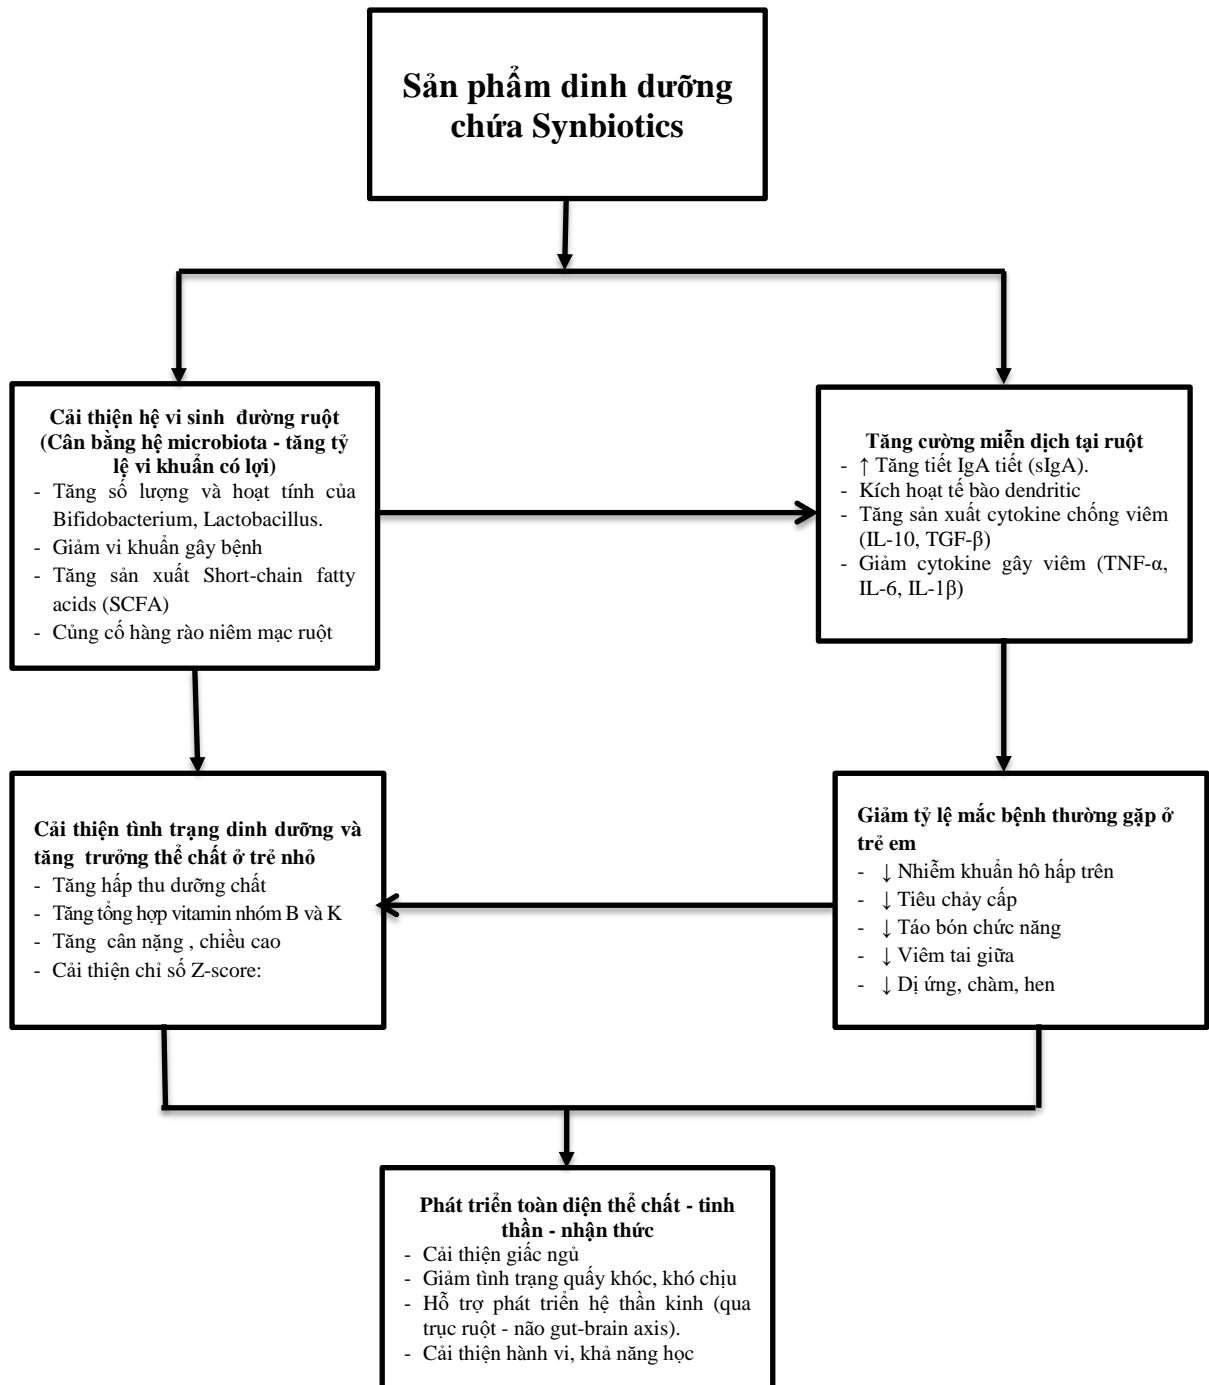 Sản phẩm dinh dưỡng
chứa Synbiotics
Cải thiện hệ vi sinh đường ruột
(Cân bằng hệ microbiota - tăng tỷ
lệ vi khuẩn có lợi)
- Tăng số lượng và hoạt tính của
Bifidobacterium, Lactobacillus.
- Giảm vi khuẩn gây bệnh
- Tăng sản xuất Short-chain fatty
acids (SCFA)
- Củng cố hàng rào niêm mạc ruột
Tăng cường miễn dịch tại ruột
- ↑ Tăng tiết IgA tiết (sIgA).
- Kích hoạt tế bào dendritic
- Tăng sản xuất cytokine chống viêm
(IL-10, TGF-β)
- Giảm cytokine gây viêm (TNF-α,
IL-6, IL-1β)
Cải thiện tình trạng dinh dưỡng và
tăng trưởng thể chất ở trẻ nhỏ
- Tăng hấp thu dưỡng chất
- Tăng tổng hợp vitamin nhóm B và K
- Tăng cân nặng , chiều cao
- Cải thiện chỉ số Z-score:
Giảm tỷ lệ mắc bệnh thường gặp ở
trẻ em
- ↓ Nhiễm khuẩn hô hấp trên
- ↓ Tiêu chảy cấp
- ↓ Táo bón chức năng
- ↓ Viêm tai giữa
- ↓ Dị ứng, chàm, hen
Phát triển toàn diện thể chất - tinh
thần - nhận thức
- Cải thiện giấc ngủ
- Giảm tình trạng quấy khóc, khó chịu
- Hỗ trợ phát triển hệ thần kinh (qua
trục ruột - não gut-brain axis).
- Cải thiện hành vi, khả năng học